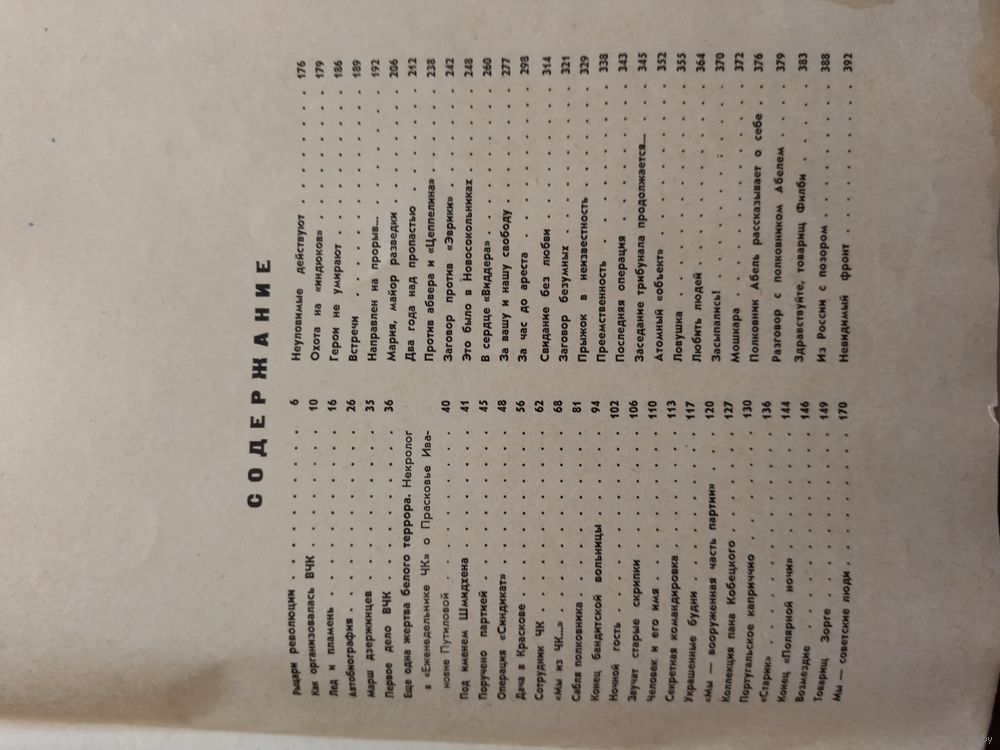 СОДЕРЖАНИЕ
Рыцари революции . . . . . . . . . 6
Как организовалась ВЧК . . . . . . . 10
Лед и пламень . . . . . . . . . . 16
Автобиография . . . . . . . . . . 26
Марш дзержинцев . . . . . . . . . 35
Первое дело ВЧК . . . . . . . . . 36
Еще одна жертва белого террора. Некролог
в «Еженедельнике ЧК» о Прасковье Ива-
новне Путиловой . . . . . . . . . 40
Под именем Шмидхена . . . . . . . . 41
Поручено партией . . . . . . . . . 45
Операция «Синдикат» . . . . . . . . 48
Дача в Краскове . . . . . . . . . 56
Сотрудник ЧК . . . . . . . . . . 62
«Мы из ЧК...» . . . . . . . . . . 68
Сабля полковника . . . . . . . . . 81
Конец бандитской вольницы . . . . . . 94
Ночной гость . . . . . . . . . . 102
Звучат старые скрипки . . . . . . . 106
Человек и его имя . . . . . . . . . 110
Секретная командировка . . . . . . . 113
Украшенные будни . . . . . . . . . 117
«Мы — вооруженная часть партии» . . . . 120
Коллекция пана Кобецкого . . . . . . 127
Португальское каприччио . . . . . . . 130
«Старик» . . . . . . . . . . . . 136
Конец «Полярной ночи» . . . . . . . 144
Возмездие . . . . . . . . . . . 146
Товарищ Зорге . . . . . . . . . . 149
Мы — советские люди . . . . . . . . 170
Неуловимые действуют . . . . . . . 176
Охота на «индюков» . . . . . . . . 179
Герои не умирают . . . . . . . . . 186
Встречи . . . . . . . . . . . . 189
Направлен на прорыв... . . . . . . . 192
Мария, майор разведки . . . . . . . 206
Два года над пропастью . . . . . . . 212
Против абвера и «Цеппелина» . . . . . 238
Заговор против «Эврики» . . . . . . . 242
Это было в Новосокольниках . . . . . . 248
В сердце «Виддера» . . . . . . . . 260
За вашу и нашу свободу . . . . . . . 277
За час до ареста . . . . . . . . . 298
Свидание без любви . . . . . . . . 314
Заговор безумных . . . . . . . . . 321
Прыжок в неизвестность . . . . . . . 329
Преемственность . . . . . . . . . 338
Последняя операция . . . . . . . . 343
Заседание трибунала продолжается... . . . 345
Атомный «объект» . . . . . . . . . 352
Ловушка . . . . . . . . . . . . 355
Любить людей . . . . . . . . . . 364
Засыпались! . . . . . . . . . . . 370
Мошкара . . . . . . . . . . . . 372
Полковник Абель рассказывает о себе . . 376
Разговор с полковником Абелем . . . . . 379
Здравствуйте, товарищ Филби . . . . . 383
Из России с позором . . . . . . . . 388
Невидимый фронт . . . . . . . . . 392